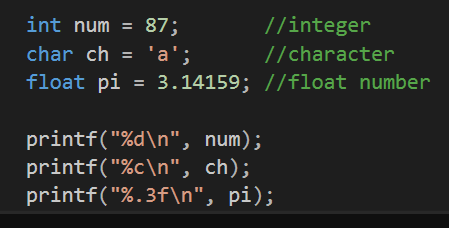 int num = 87;       //integer
char ch = 'a';      //character
float pi = 3.14159; //float number
printf("%d\n", num);
printf("%c\n", ch);
printf("%.3f\n", pi);